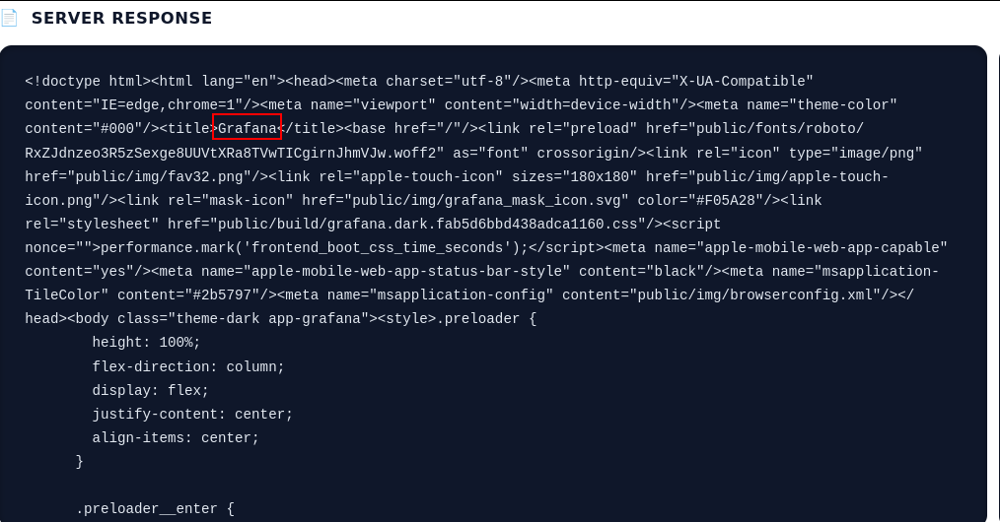 SERVER RESPONSE
<!doctype html><html lang="en"><head><meta charset="utf-8"/><meta http-equiv="X-UA-Compatible"
content="IE=edge,chrome=1"/><meta name="viewport" content="width=device-width"/><meta name="theme-color"
content="#000"/><title>Grafana</title><base href="/"/><link rel="preload" href="public/fonts/roboto/
RxZJdnzeo3R5zSexge8UUVtXRa8TVwTICgirnJhmVJw.woff2" as="font" crossorigin/><link rel="icon" type="image/png"
href="public/img/fav32.png"/><link rel="apple-touch-icon" sizes="180x180" href="public/img/apple-touch-
icon.png"/><link rel="mask-icon" href="public/img/grafana_mask_icon.svg" color="#F05A28"/><link
rel="stylesheet" href="public/build/grafana.dark.fab5d6bbd438adca1160.css"/><script
nonce="">performance.mark('frontend_boot_css_time_seconds');</script><meta name="apple-mobile-web-app-capable"
content="yes"/><meta name="apple-mobile-web-app-status-bar-style" content="black"/><meta name="msapplication-
TileColor" content="#2b5797"/><meta name="msapplication-config" content="public/img/browserconfig.xml"/></
head><body class="theme-dark app-grafana"><style>.preloader {
height: 100%;
flex-direction: column;
display: flex;
justify-content: center;
align-items: center;
}
.preloader__enter {